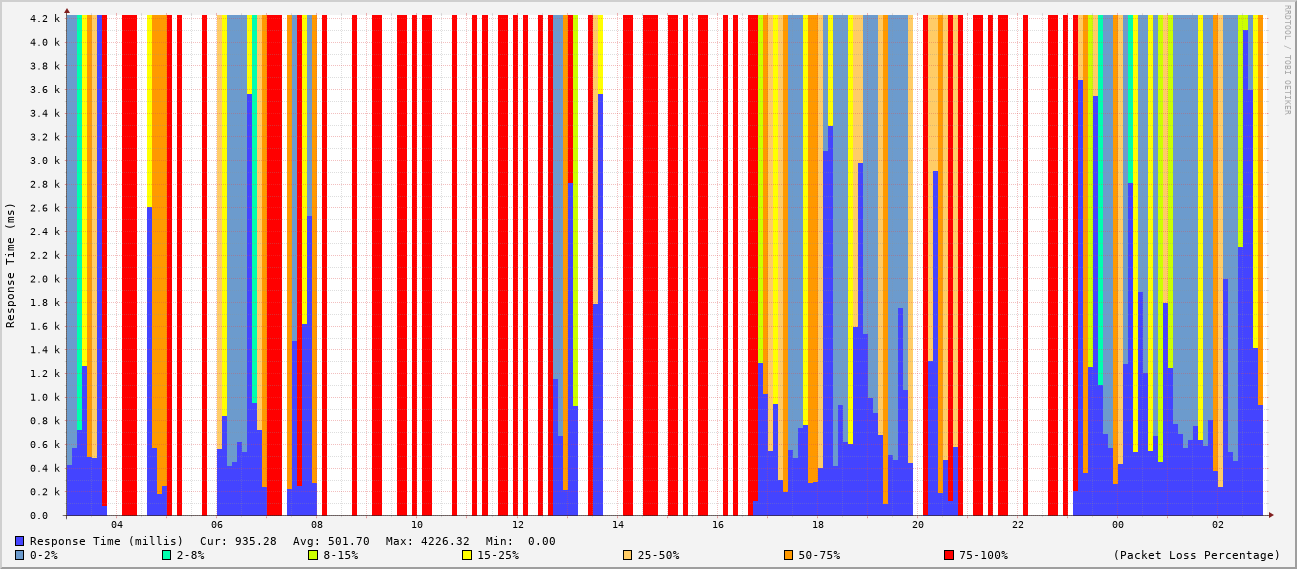 RRDTOOL / TOBI OETIKER
Response Time (ms)
4.2 k
4.0 k
3.8 k
3.6 k
3.4 k
3.2 k
3.0 k
2.8 k
2.6 k
2.4 k
2.2 k
2.0 k
1.8 k
1.6 k
1.4 k
1.2 k
1.0 k
0.8 k
0.6 k
0.4 k
0.2 k
0.0
04 06 08 10 12 14 16 18 20 22 00 02
Response Time (millis) Cur: 935.28 Avg: 501.70 Max: 4226.32 Min: 0.00
0-2% 2-8% 8-15% 15-25% 25-50% 50-75% 75-100% (Packet Loss Percentage)